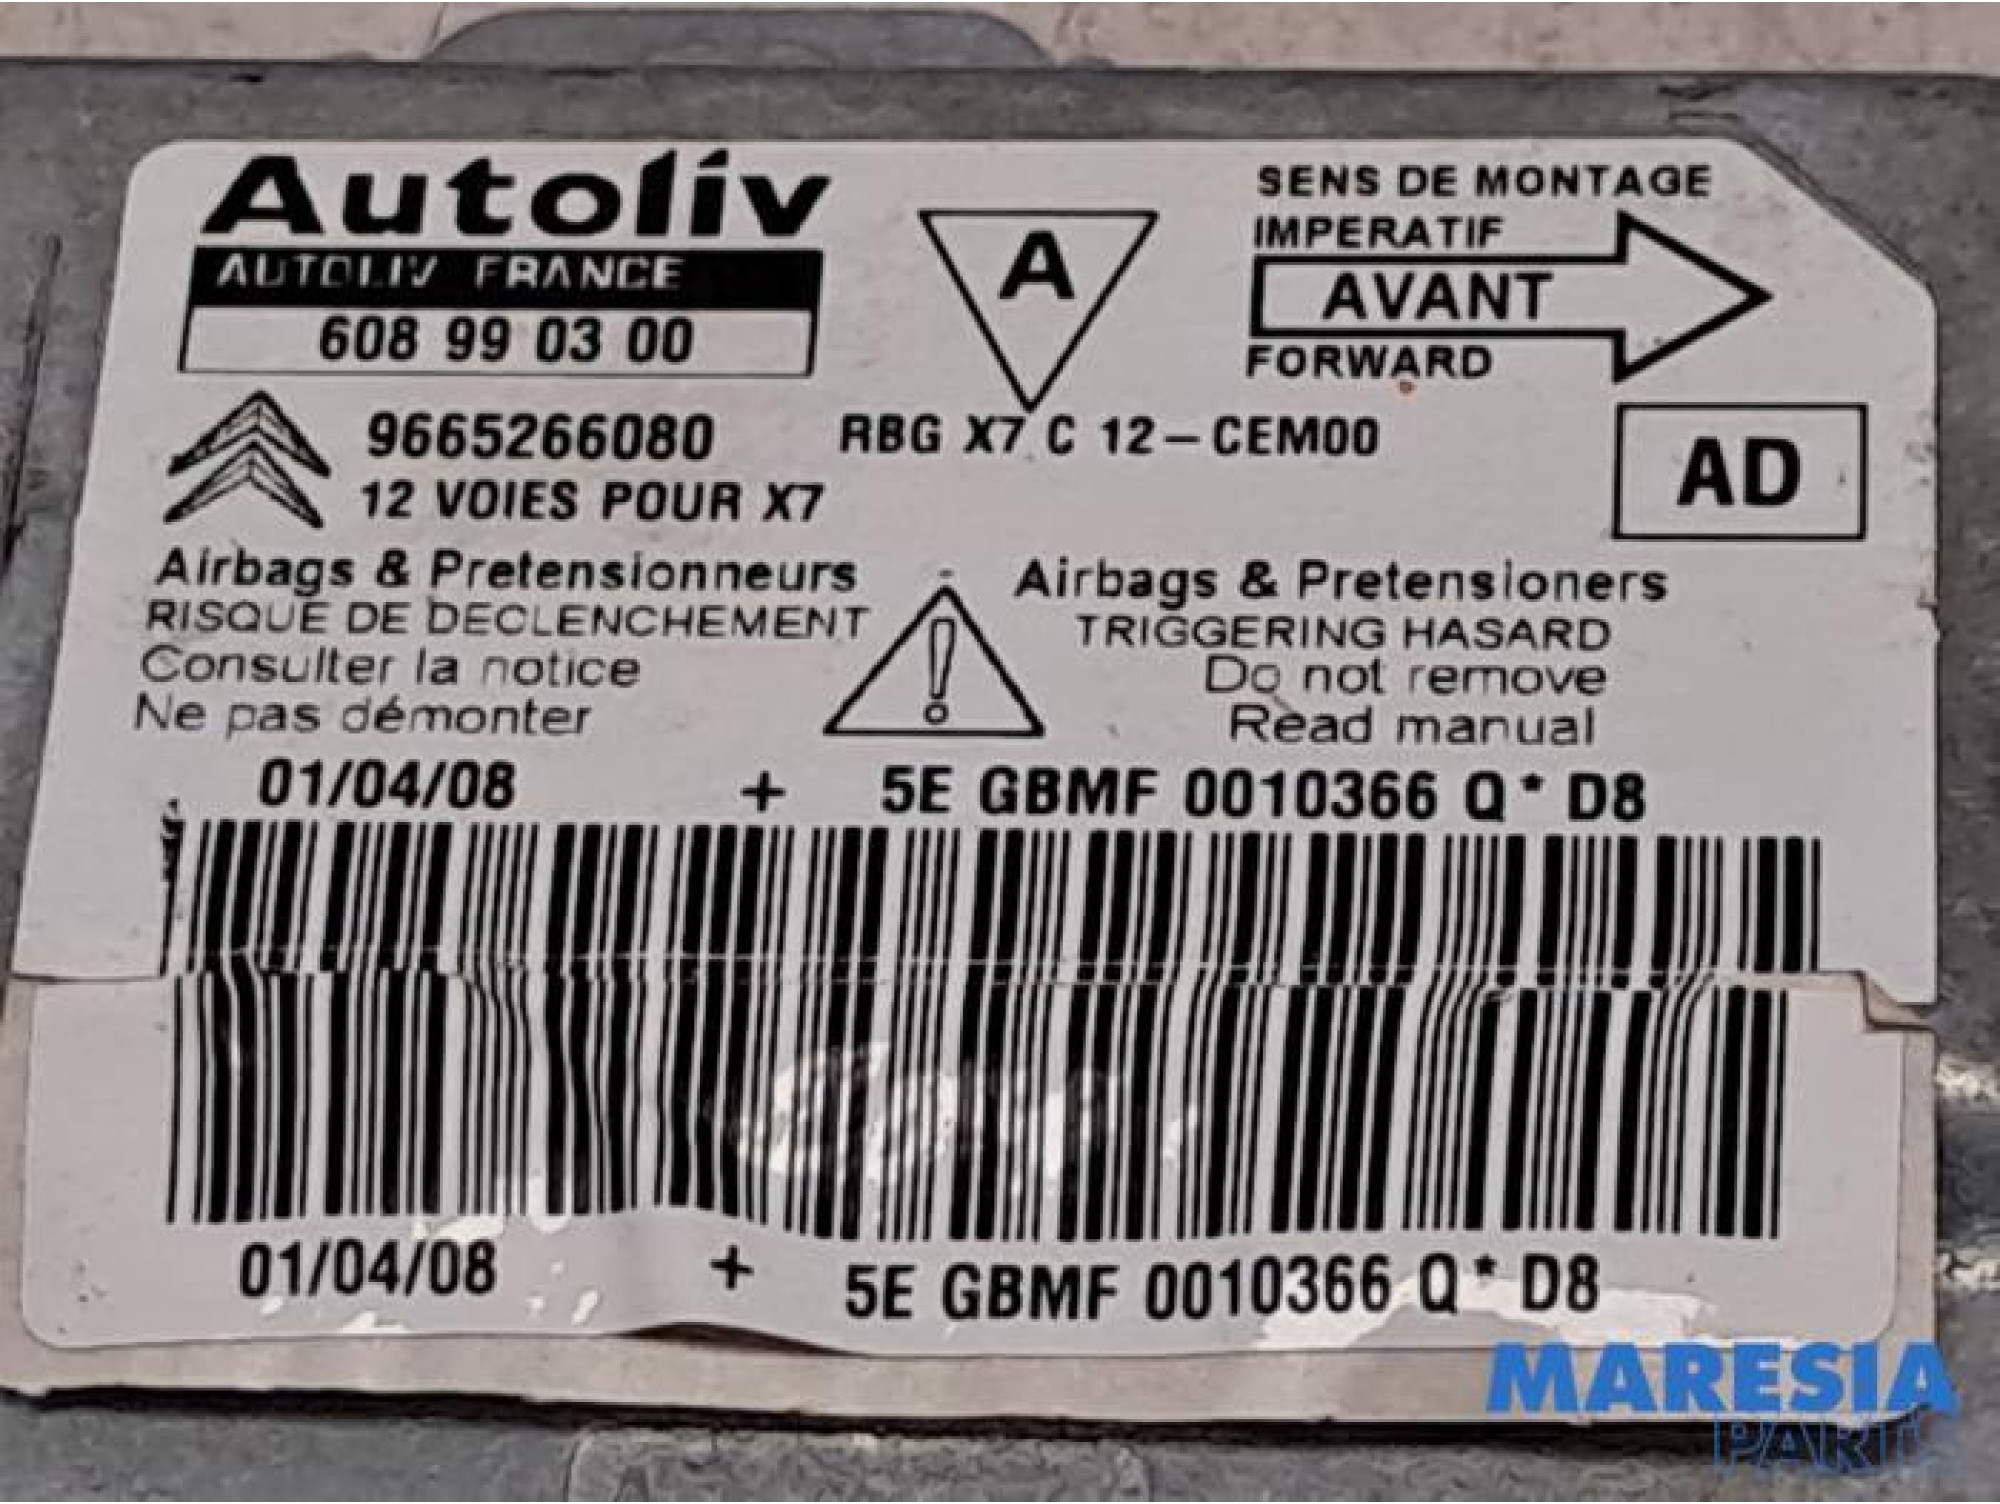 Autoliv
AUTOLIV FRANCE
608 99 03 00
A
SENS DE MONTAGE
IMPERATIF
AVANT
FORWARD
9665266080
RBG X7 C 12-CEM00
12 VOIES POUR X7
AD
Airbags & Pretensionneurs
RISQUE DE DECLENCHEMENT
Consulter la notice
Ne pas démonter
Airbags & Pretensioners
TRIGGERING HASARD
Do not remove
Read manual
01/04/08 + 5E GBMF 0010366 Q * D8
01/04/08 + 5E GBMF 0010366 Q * D8
MARESIA
PARTS